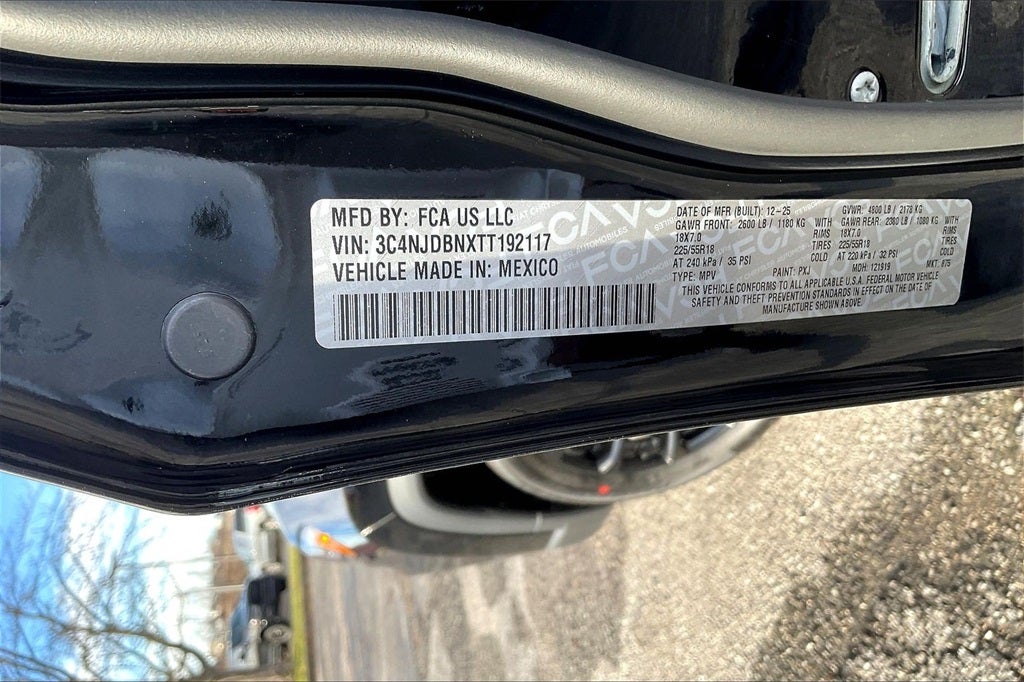 MFD BY: FCA US LLC
VIN: 3C4NJDBNXTT192117
VEHICLE MADE IN: MEXICO
DATE OF MFR (BUILT): 12-25 GVWR: 4800 LB / 2178 KG
GAWR FRONT: 2600 LB / 1180 KG WITH GAWR REAR: 2380 LB / 1080 KG WITH
18X7.0 RIMS 18X7.0 RIMS
225/55R18 TIRES 225/55R18 TIRES
AT 240 kPa / 35 PSI COLD AT 220 kPa / 32 PSI COLD
TYPE: MPV PAINT: PXJ MDH: 121919 MKT: 875
THIS VEHICLE CONFORMS TO ALL APPLICABLE U.S.A. FEDERAL MOTOR VEHICLE
SAFETY AND THEFT PREVENTION STANDARDS IN EFFECT ON THE DATE OF
MANUFACTURE SHOWN ABOVE.